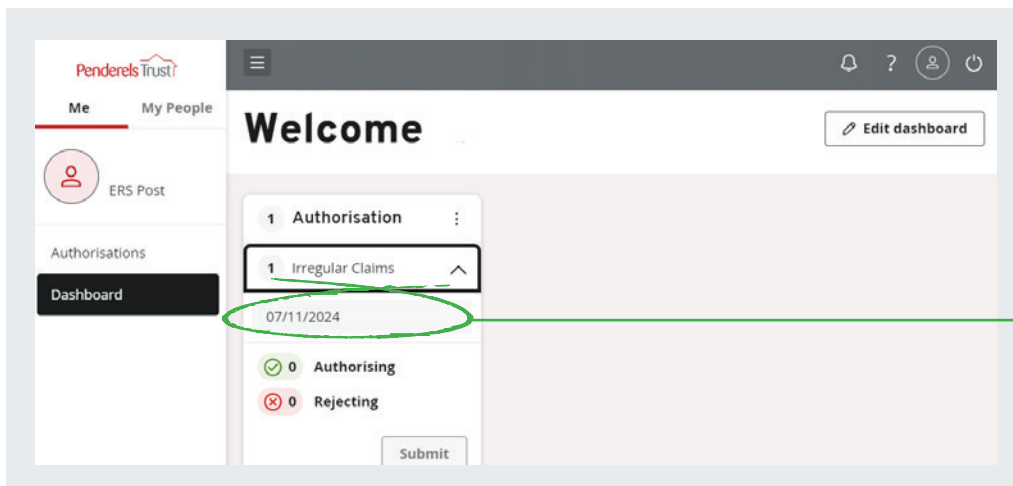 Penderels Trust
Me My People
ERS Post
Authorisations
Dashboard
?
Welcome
Edit dashboard
1 Authorisation
1 Irregular Claims
07/11/2024
0 Authorising
0 Rejecting
Submit